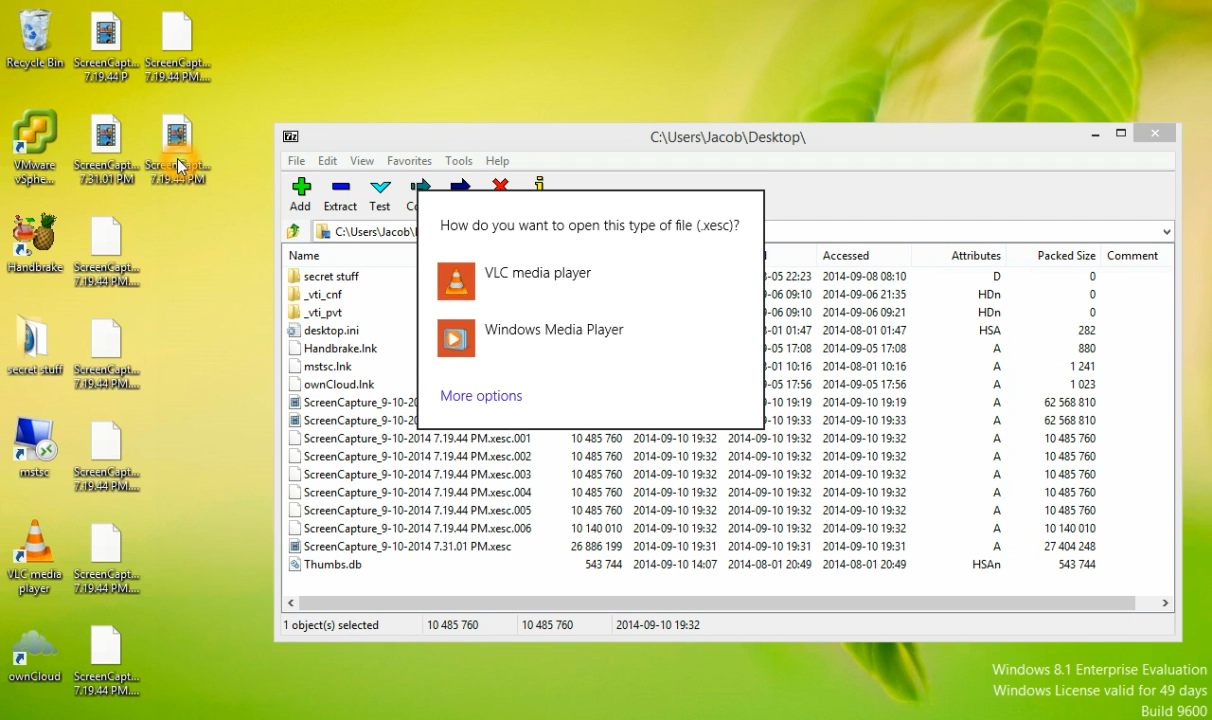 Recycle Bin
ScreenCapt...
7.19.44 P
ScreenCapt...
7.19.44 PM....
VMware
vSphe...
ScreenCapt...
7.31.01 PM
ScreenCapt...
7.19.44 PM
Handbrake
ScreenCapt...
7.19.44 PM....
secret stuff
ScreenCapt...
7.19.44 PM....
mstsc
ScreenCapt...
7.19.44 PM....
VLC media
player
ScreenCapt...
7.19.44 PM....
ownCloud
ScreenCapt...
7.19.44 PM....
7z
C:\Users\Jacob\Desktop\
File Edit View Favorites Tools Help
Add Extract Test
C:\Users\Jacob\
Name Accessed Attributes Packed Size Comment
secret stuff -05 22:23 2014-09-08 08:10 D 0
_vti_cnf -06 09:10 2014-09-06 21:35 HDn 0
_vti_pvt -06 09:10 2014-09-06 09:21 HDn 0
desktop.ini -01 01:47 2014-08-01 01:47 HSA 282
Handbrake.lnk -05 17:08 2014-09-05 17:08 A 880
mstsc.lnk -01 10:16 2014-08-01 10:16 A 1 241
ownCloud.lnk -05 17:56 2014-09-05 17:56 A 1 023
ScreenCapture_9-10-20 -10 19:19 2014-09-10 19:19 A 62 568 810
ScreenCapture_9-10-20 -10 19:33 2014-09-10 19:33 A 62 568 810
ScreenCapture_9-10-2014 7.19.44 PM.xesc.001 10 485 760 2014-09-10 19:32 2014-09-10 19:32 2014-09-10 19:32 A 10 485 760
ScreenCapture_9-10-2014 7.19.44 PM.xesc.002 10 485 760 2014-09-10 19:32 2014-09-10 19:32 2014-09-10 19:32 A 10 485 760
ScreenCapture_9-10-2014 7.19.44 PM.xesc.003 10 485 760 2014-09-10 19:32 2014-09-10 19:32 2014-09-10 19:32 A 10 485 760
ScreenCapture_9-10-2014 7.19.44 PM.xesc.004 10 485 760 2014-09-10 19:32 2014-09-10 19:32 2014-09-10 19:32 A 10 485 760
ScreenCapture_9-10-2014 7.19.44 PM.xesc.005 10 485 760 2014-09-10 19:32 2014-09-10 19:32 2014-09-10 19:32 A 10 485 760
ScreenCapture_9-10-2014 7.19.44 PM.xesc.006 10 140 010 2014-09-10 19:32 2014-09-10 19:32 2014-09-10 19:32 A 10 140 010
ScreenCapture_9-10-2014 7.31.01 PM.xesc 26 886 199 2014-09-10 19:31 2014-09-10 19:31 2014-09-10 19:31 A 27 404 248
Thumbs.db 543 744 2014-09-10 14:07 2014-08-01 20:49 2014-08-01 20:49 HSAn 543 744
1 object(s) selected 10 485 760 10 485 760 2014-09-10 19:32
How do you want to open this type of file (.xesc)?
VLC media player
Windows Media Player
More options
Windows 8.1 Enterprise Evaluation
Windows License valid for 49 days
Build 9600